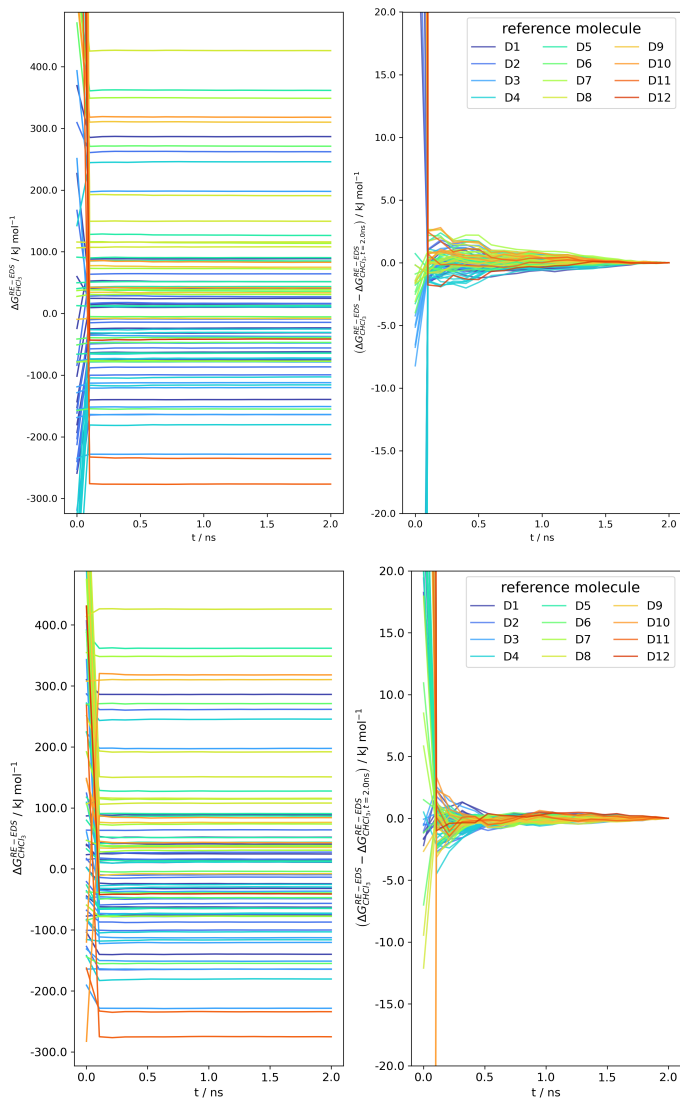 400.0
300.0
200.0
100.0
0.0
-100.0
-200.0
-300.0
0.0 0.5 1.0 1.5 2.0
t / ns
ΔG^{RE−EDS}_{CHCl₃} / kJ mol⁻¹
20.0
15.0
10.0
5.0
0.0
-5.0
-10.0
-15.0
-20.0
0.0 0.5 1.0 1.5 2.0
t / ns
(ΔG^{RE−EDS}_{CHCl₃} − ΔG^{RE−EDS}_{CHCl₃, t=2.0ns}) / kJ mol⁻¹
reference molecule
D1 D5 D9
D2 D6 D10
D3 D7 D11
D4 D8 D12
400.0
300.0
200.0
100.0
0.0
-100.0
-200.0
-300.0
0.0 0.5 1.0 1.5 2.0
t / ns
ΔG^{RE−EDS}_{CHCl₃} / kJ mol⁻¹
20.0
15.0
10.0
5.0
0.0
-5.0
-10.0
-15.0
-20.0
0.0 0.5 1.0 1.5 2.0
t / ns
(ΔG^{RE−EDS}_{CHCl₃} − ΔG^{RE−EDS}_{CHCl₃, t=2.0ns}) / kJ mol⁻¹
reference molecule
D1 D5 D9
D2 D6 D10
D3 D7 D11
D4 D8 D12